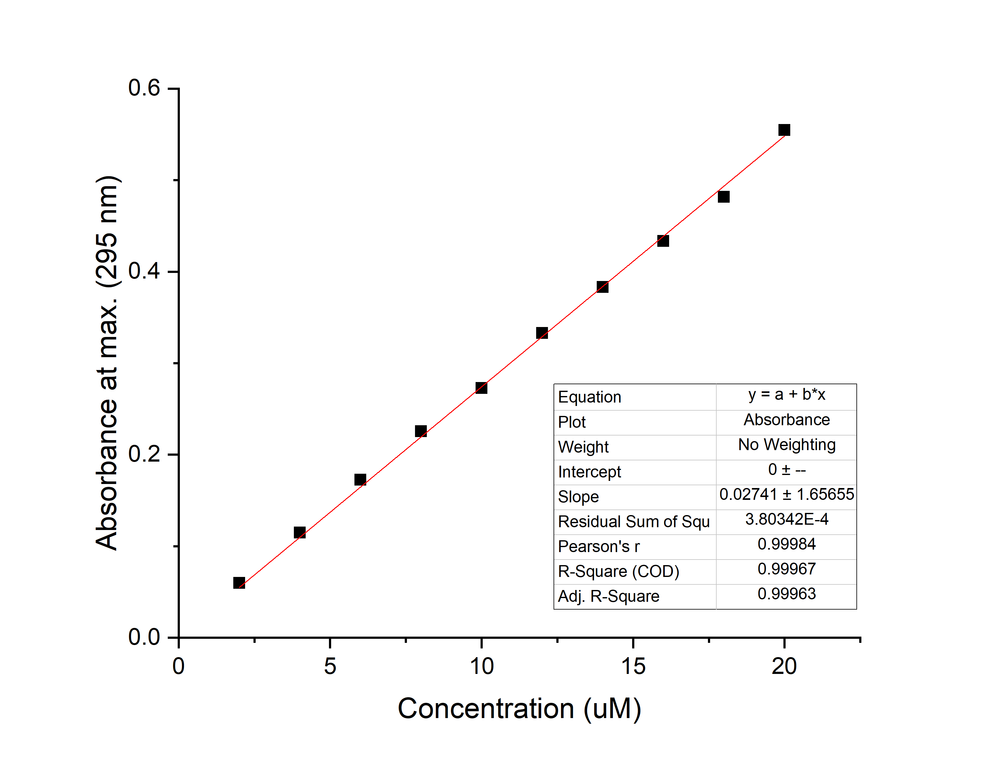 0.6
0.4
0.2
0.0
Absorbance at max. (295 nm)
0 5 10 15 20
Concentration (uM)
Equation y = a + b*x
Plot Absorbance
Weight No Weighting
Intercept 0 ± --
Slope 0.02741 ± 1.65655
Residual Sum of Squ 3.80342E-4
Pearson's r 0.99984
R-Square (COD) 0.99967
Adj. R-Square 0.99963